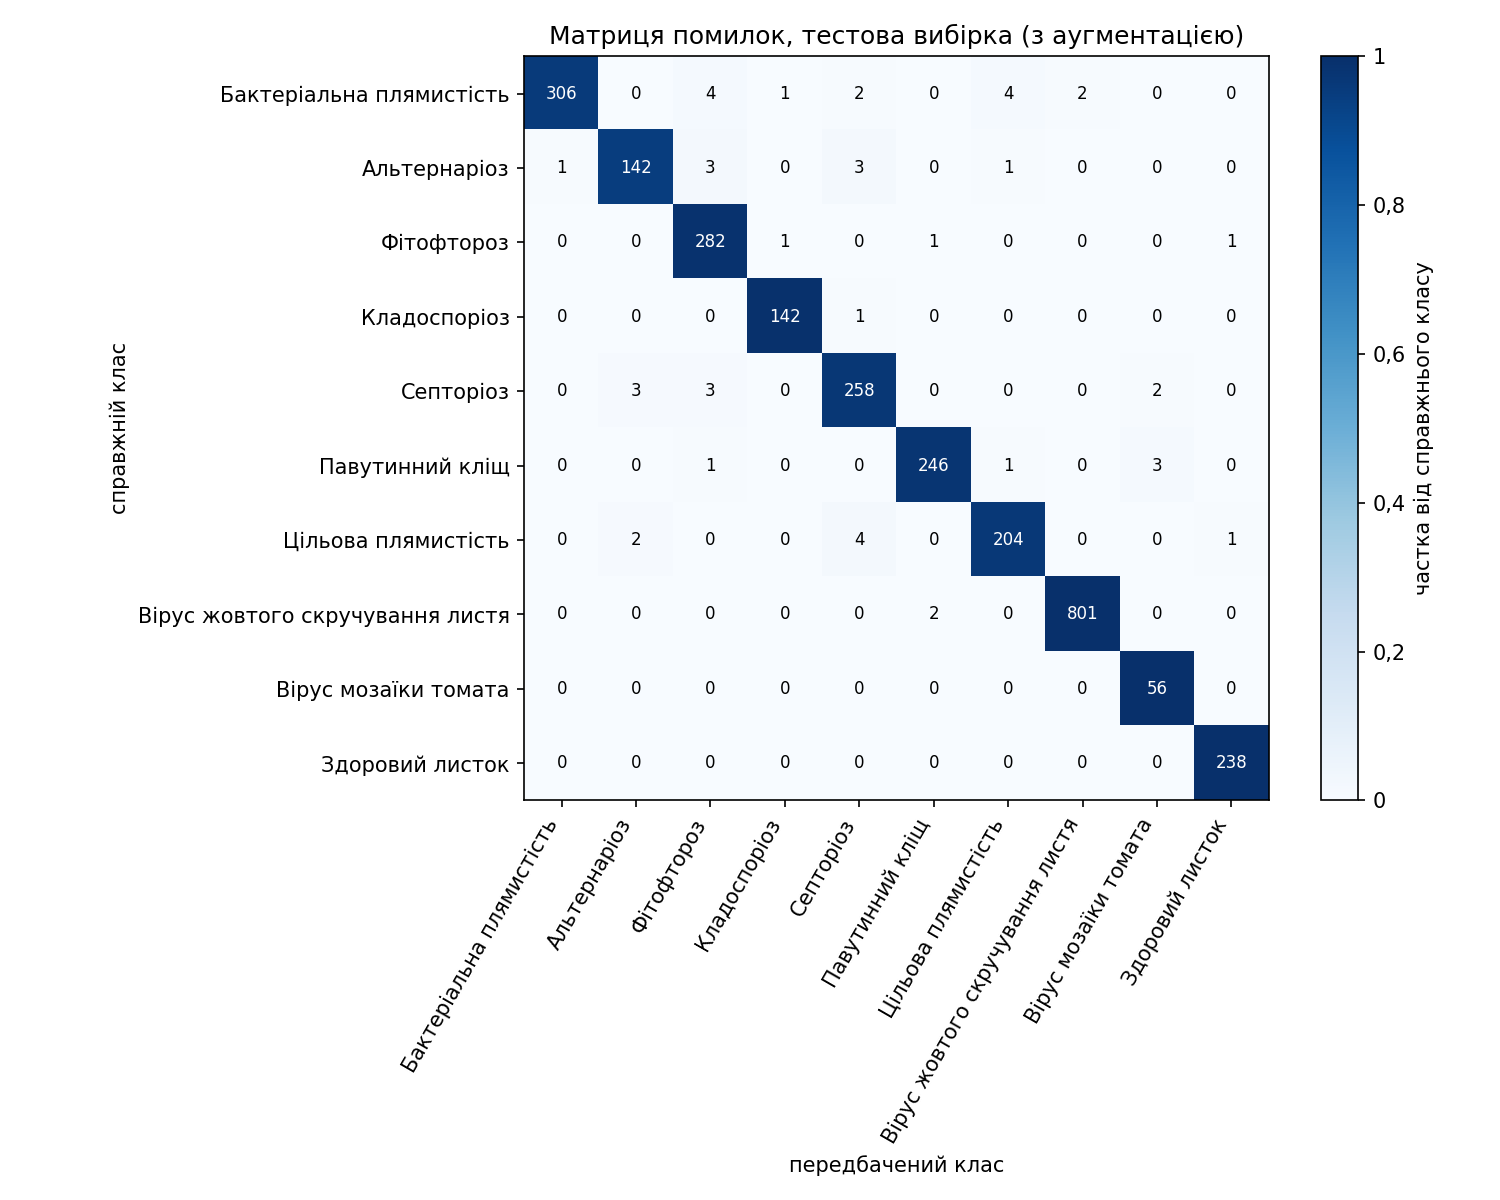 Матриця помилок, тестова вибірка (з аугментацією)
справжній клас
Бактеріальна плямистість 306 0 4 1 2 0 4 2 0 0
Альтернаріоз 1 142 3 0 3 0 1 0 0 0
Фітофтороз 0 0 282 1 0 1 0 0 0 1
Кладоспоріоз 0 0 0 142 1 0 0 0 0 0
Септоріоз 0 3 3 0 258 0 0 0 2 0
Павутинний кліщ 0 0 1 0 0 246 1 0 3 0
Цільова плямистість 0 2 0 0 4 0 204 0 0 1
Вірус жовтого скручування листя 0 0 0 0 0 2 0 801 0 0
Вірус мозаїки томата 0 0 0 0 0 0 0 0 56 0
Здоровий листок 0 0 0 0 0 0 0 0 0 238
Бактеріальна плямистість
Альтернаріоз
Фітофтороз
Кладоспоріоз
Септоріоз
Павутинний кліщ
Цільова плямистість
Вірус жовтого скручування листя
Вірус мозаїки томата
Здоровий листок
передбачений клас
1
0,8
0,6
0,4
0,2
0
частка від справжнього класу